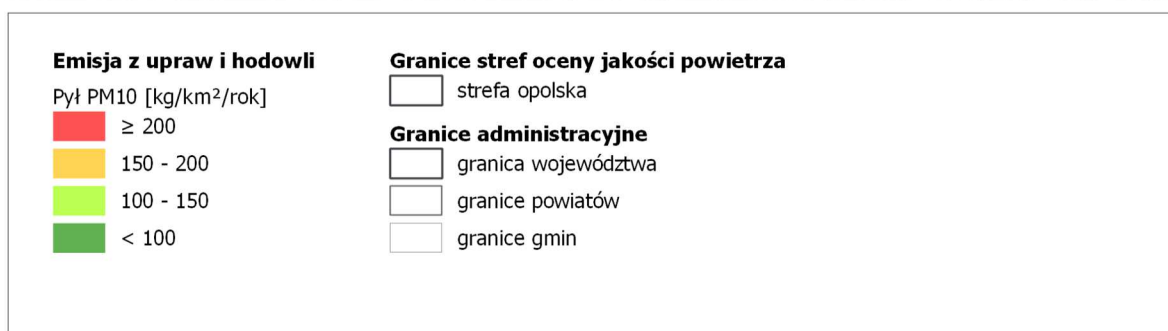 Emisja z upraw i hodowli
Pył PM10 [kg/km²/rok]
≥ 200
150 - 200
100 - 150
< 100
Granice stref oceny jakości powietrza
strefa opolska
Granice administracyjne
granica województwa
granice powiatów
granice gmin